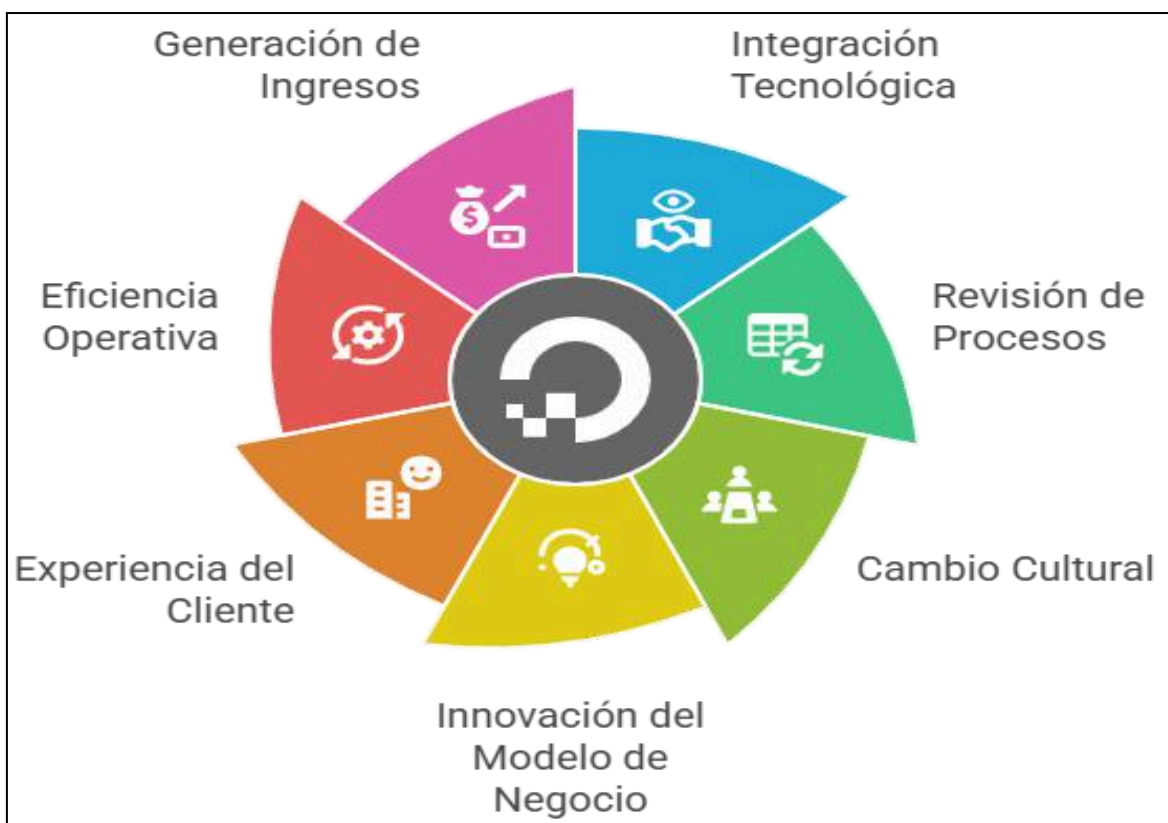 Generación de
Ingresos
Integración
Tecnológica
Eficiencia
Operativa
Revisión de
Procesos
Experiencia del
Cliente
Cambio Cultural
Innovación del
Modelo de
Negocio